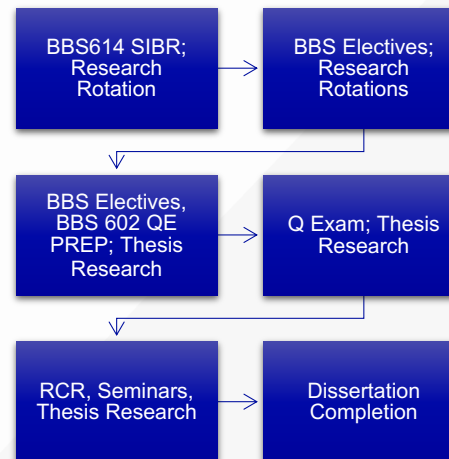 BBS614 SIBR;
Research
Rotation
BBS Electives;
Research
Rotations
BBS Electives,
BBS 602 QE
PREP; Thesis
Research
Q Exam; Thesis
Research
RCR, Seminars,
Thesis Research
Dissertation
Completion